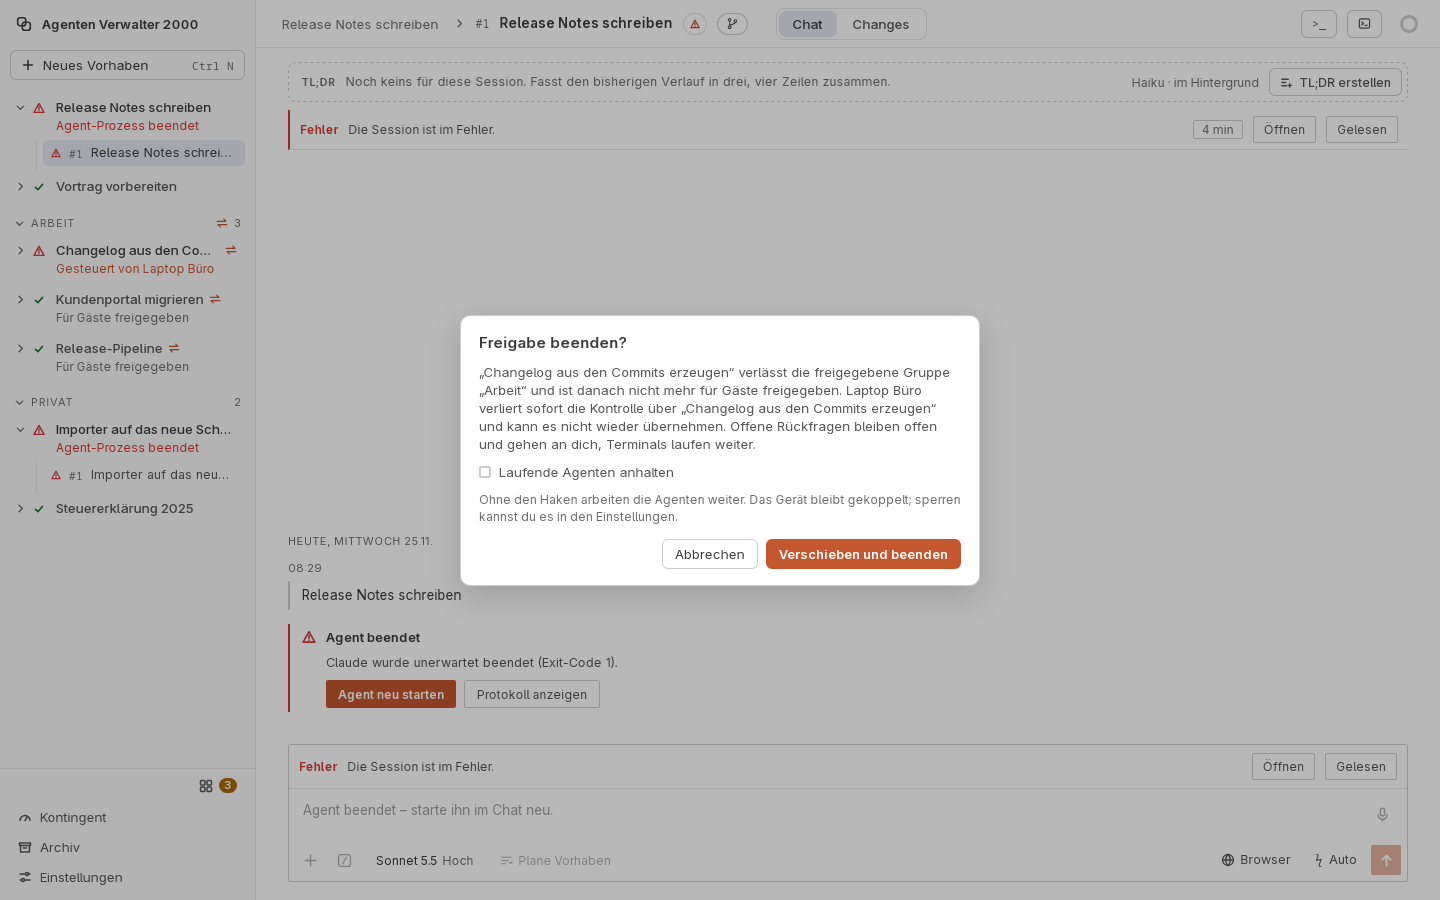 Agenten Verwalter 2000
Neues Vorhaben Ctrl N
Release Notes schreiben
Agent-Prozess beendet
#1 Release Notes schrei…
Vortrag vorbereiten
ARBEIT 3
Changelog aus den Co…
Gesteuert von Laptop Büro
Kundenportal migrieren
Für Gäste freigegeben
Release-Pipeline
Für Gäste freigegeben
PRIVAT 2
Importer auf das neue Sch…
Agent-Prozess beendet
#1 Importer auf das neu…
Steuererklärung 2025
3
Kontingent
Archiv
Einstellungen
Release Notes schreiben #1 Release Notes schreiben Chat Changes >_
TL;DR Noch keins für diese Session. Fasst den bisherigen Verlauf in drei, vier Zeilen zusammen. Haiku · im Hintergrund TL;DR erstellen
Fehler Die Session ist im Fehler. 4 min Öffnen Gelesen
Freigabe beenden?
„Changelog aus den Commits erzeugen“ verlässt die freigegebene Gruppe
„Arbeit“ und ist danach nicht mehr für Gäste freigegeben. Laptop Büro
verliert sofort die Kontrolle über „Changelog aus den Commits erzeugen“
und kann es nicht wieder übernehmen. Offene Rückfragen bleiben offen
und gehen an dich, Terminals laufen weiter.
Laufende Agenten anhalten
Ohne den Haken arbeiten die Agenten weiter. Das Gerät bleibt gekoppelt; sperren
kannst du es in den Einstellungen.
Abbrechen Verschieben und beenden
HEUTE, MITTWOCH 25.11.
08:29
Release Notes schreiben
Agent beendet
Claude wurde unerwartet beendet (Exit-Code 1).
Agent neu starten Protokoll anzeigen
Fehler Die Session ist im Fehler. Öffnen Gelesen
Agent beendet – starte ihn im Chat neu.
Sonnet 5.5 Hoch Plane Vorhaben Browser Auto